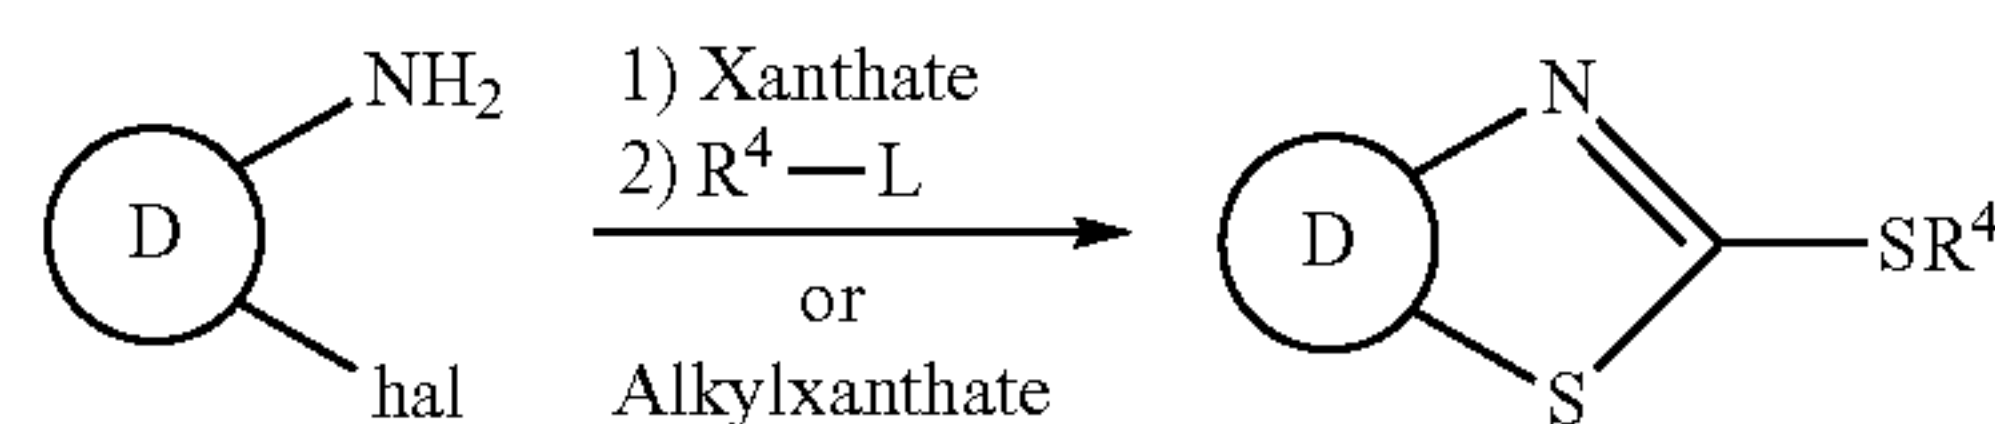 NH₂
D
hal
1) Xanthate
2) R⁴—L
or
Alkylxanthate
N
D
SR⁴
S